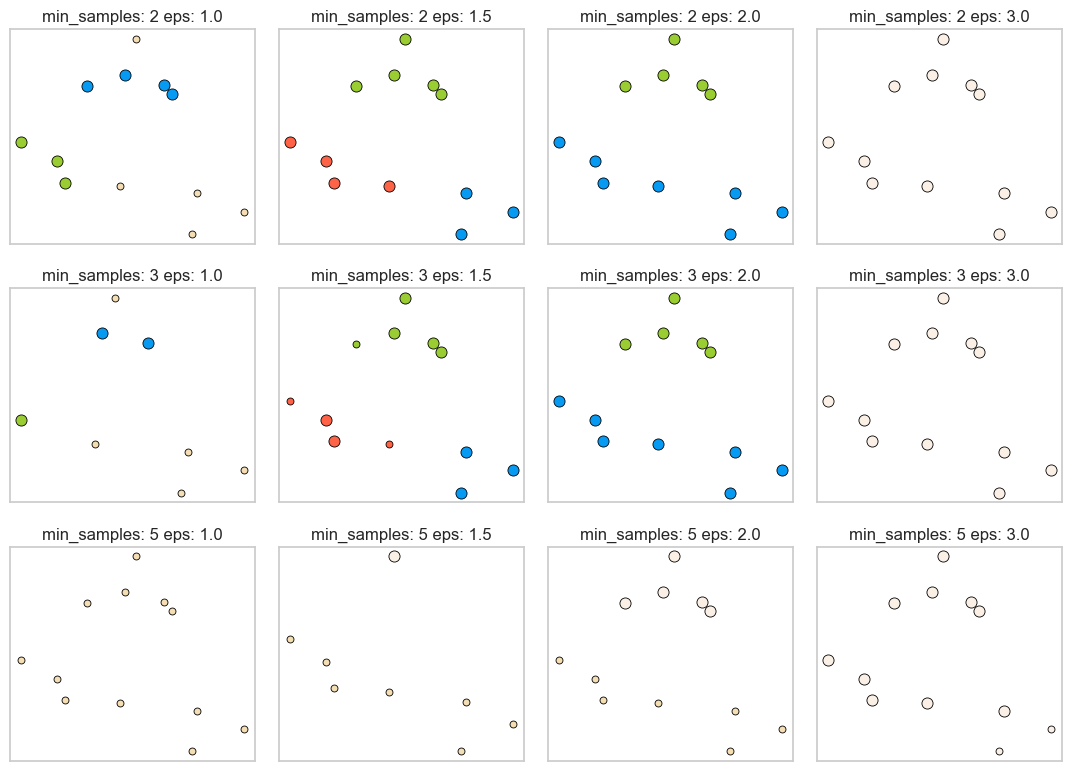 min_samples: 2 eps: 1.0
min_samples: 2 eps: 1.5
min_samples: 2 eps: 2.0
min_samples: 2 eps: 3.0
min_samples: 3 eps: 1.0
min_samples: 3 eps: 1.5
min_samples: 3 eps: 2.0
min_samples: 3 eps: 3.0
min_samples: 5 eps: 1.0
min_samples: 5 eps: 1.5
min_samples: 5 eps: 2.0
min_samples: 5 eps: 3.0